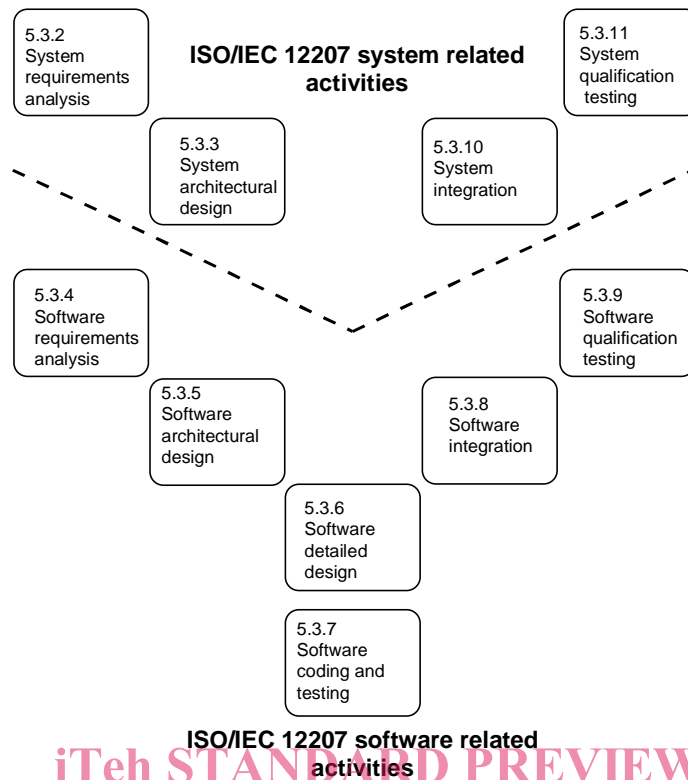 5.3.2
System
requirements
analysis
ISO/IEC 12207 system related
activities
5.3.11
System
qualification
testing
5.3.3
System
architectural
design
5.3.10
System
integration
5.3.4
Software
requirements
analysis
5.3.9
Software
qualification
testing
5.3.5
Software
architectural
design
5.3.8
Software
integration
5.3.6
Software
detailed
design
5.3.7
Software
coding and
testing
ISO/IEC 12207 software related
activities
iTeh STANDARD PREVIEW